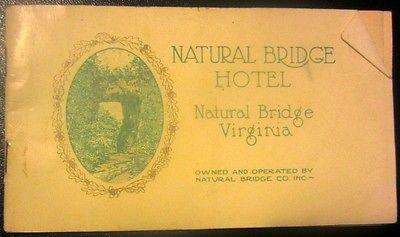 NATURAL BRIDGE
HOTEL
Natural Bridge
Virginia
OWNED AND OPERATED BY
NATURAL BRIDGE CO. INC~